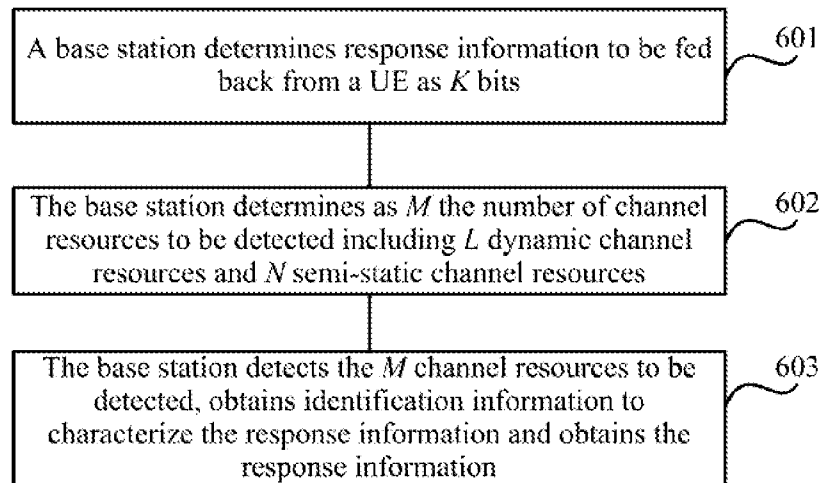 A base station determines response information to be fed
back from a UE as K bits
601
The base station determines as M the number of channel
resources to be detected including L dynamic channel
resources and N semi-static channel resources
602
The base station detects the M channel resources to be
detected, obtains identification information to
characterize the response information and obtains the
response information
603